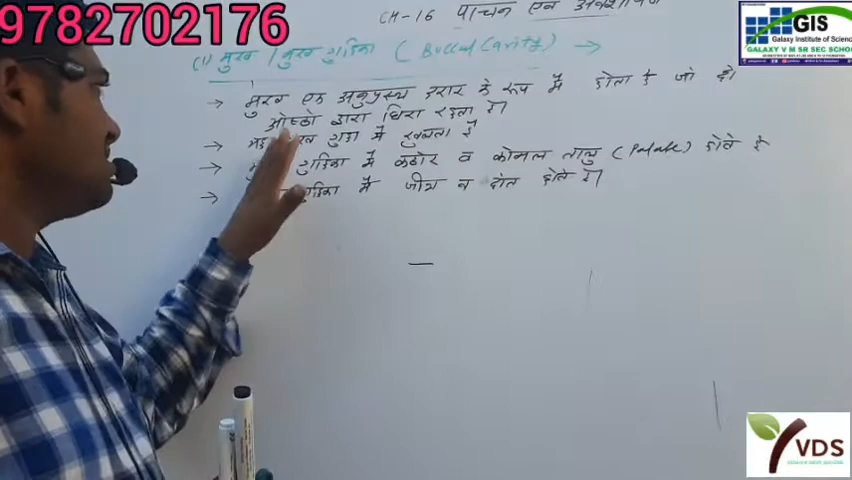 9782702176
CH-16 पाचन एवं अवशोषण
(1) मुख / मुख गुहिका ( Buccal Cavity ) →
→ मुख एक अनुप्रस्थ दरार के रूप में होता है जो दो
ओष्ठो द्वारा घिरा रहता है।
→ गुहा में खुलता है
→ गुहिका में कठोर व कोमल तालु (Palate) होते है
→ गुहिका में जीभ व दांत होते है।
GIS
Galaxy Institute of Science
GALAXY V M SR SEC SCHOOL
VDS